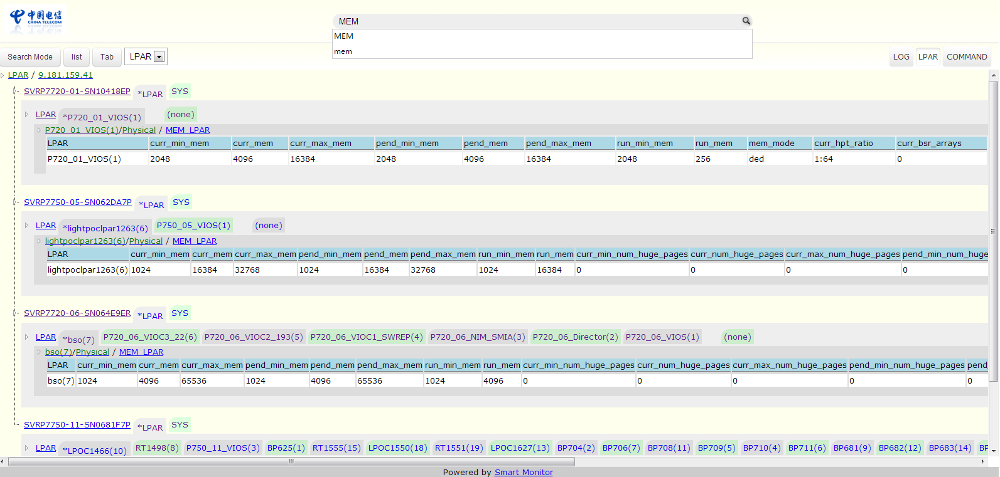 中国电信
CHINA TELECOM
MEM
MEM
mem
Search Mode list Tab LPAR LOG LPAR COMMAND
LPAR / 9.181.159.41
SVRP7720-01-SN10418EP *LPAR SYS
LPAR *P720_01_VIOS(1) (none)
P720_01_VIOS(1)/Physical / MEM_LPAR
LPAR curr_min_mem curr_mem curr_max_mem pend_min_mem pend_mem pend_max_mem run_min_mem run_mem mem_mode curr_hpt_ratio curr_bsr_arrays
P720_01_VIOS(1) 2048 4096 16384 2048 4096 16384 2048 256 ded 1:64 0
SVRP7750-05-SN062DA7P *LPAR SYS
LPAR *lightpoclpar1263(6) P750_05_VIOS(1) (none)
lightpoclpar1263(6)/Physical / MEM_LPAR
LPAR curr_min_mem curr_mem curr_max_mem pend_min_mem pend_mem pend_max_mem run_min_mem run_mem curr_min_num_huge_pages curr_num_huge_pages curr_max_num_huge_pages pend_min_num_huge
lightpoclpar1263(6) 1024 16384 32768 1024 16384 32768 1024 16384 0 0 0 0
SVRP7720-06-SN064E9ER *LPAR SYS
LPAR *bso(7) P720_06_VIOC3_22(6) P720_06_VIOC2_193(5) P720_06_VIOC1_SWREP(4) P720_06_NIM_SMIA(3) P720_06_Director(2) P720_06_VIOS(1) (none)
bso(7)/Physical / MEM_LPAR
LPAR curr_min_mem curr_mem curr_max_mem pend_min_mem pend_mem pend_max_mem run_min_mem run_mem curr_min_num_huge_pages curr_num_huge_pages curr_max_num_huge_pages pend_min_num_huge_pages pend_
bso(7) 1024 4096 65536 1024 4096 65536 1024 4096 0 0 0 0 0
SVRP7750-11-SN0681F7P *LPAR SYS
LPAR *LPOC1466(10) RT1498(8) P750_11_VIOS(3) BP625(1) RT1555(15) LPOC1550(18) RT1551(19) LPOC1627(13) BP704(2) BP706(7) BP708(11) BP709(5) BP710(4) BP711(6) BP681(9) BP682(12) BP683(14) BP
Powered by Smart Monitor